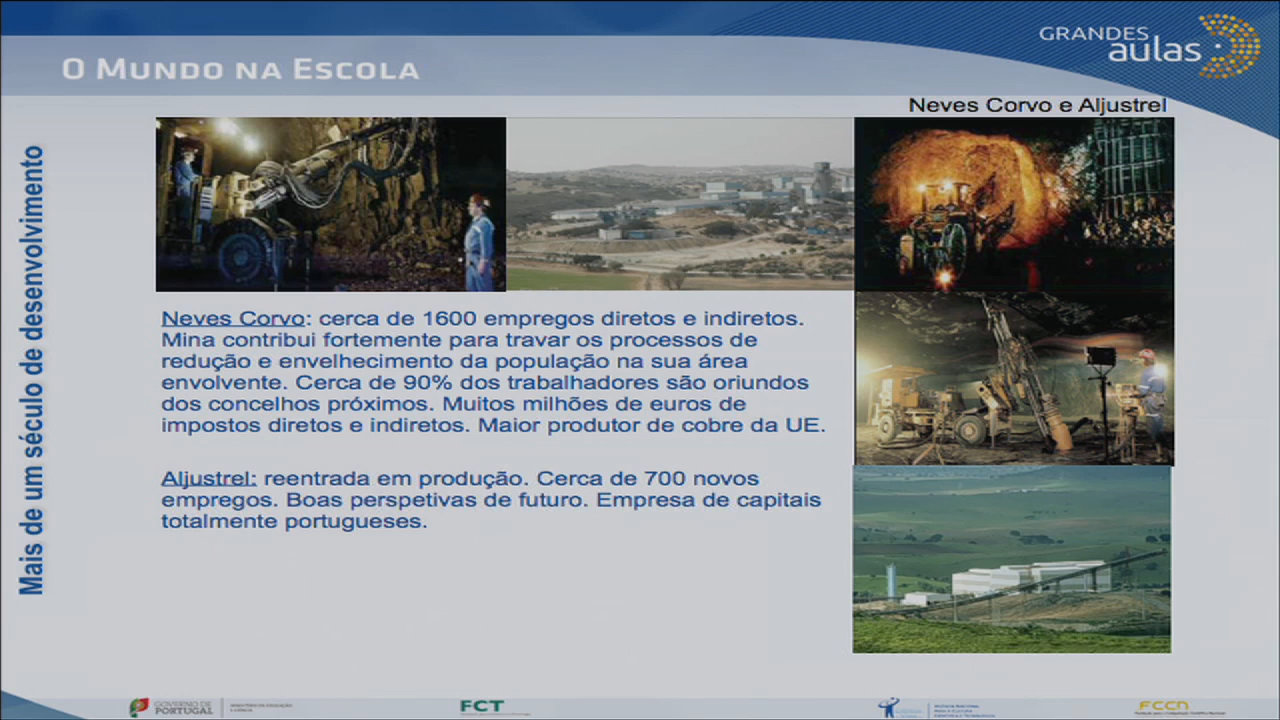 GRANDES
aulas
O MUNDO NA ESCOLA
Neves Corvo e Aljustrel
Mais de um século de desenvolvimento
Neves Corvo: cerca de 1600 empregos diretos e indiretos.
Mina contribui fortemente para travar os processos de
redução e envelhecimento da população na sua área
envolvente. Cerca de 90% dos trabalhadores são oriundos
dos concelhos próximos. Muitos milhões de euros de
impostos diretos e indiretos. Maior produtor de cobre da UE.
Aljustrel: reentrada em produção. Cerca de 700 novos
empregos. Boas perspetivas de futuro. Empresa de capitais
totalmente portugueses.
GOVERNO DE
PORTUGAL
FCT
FCCN